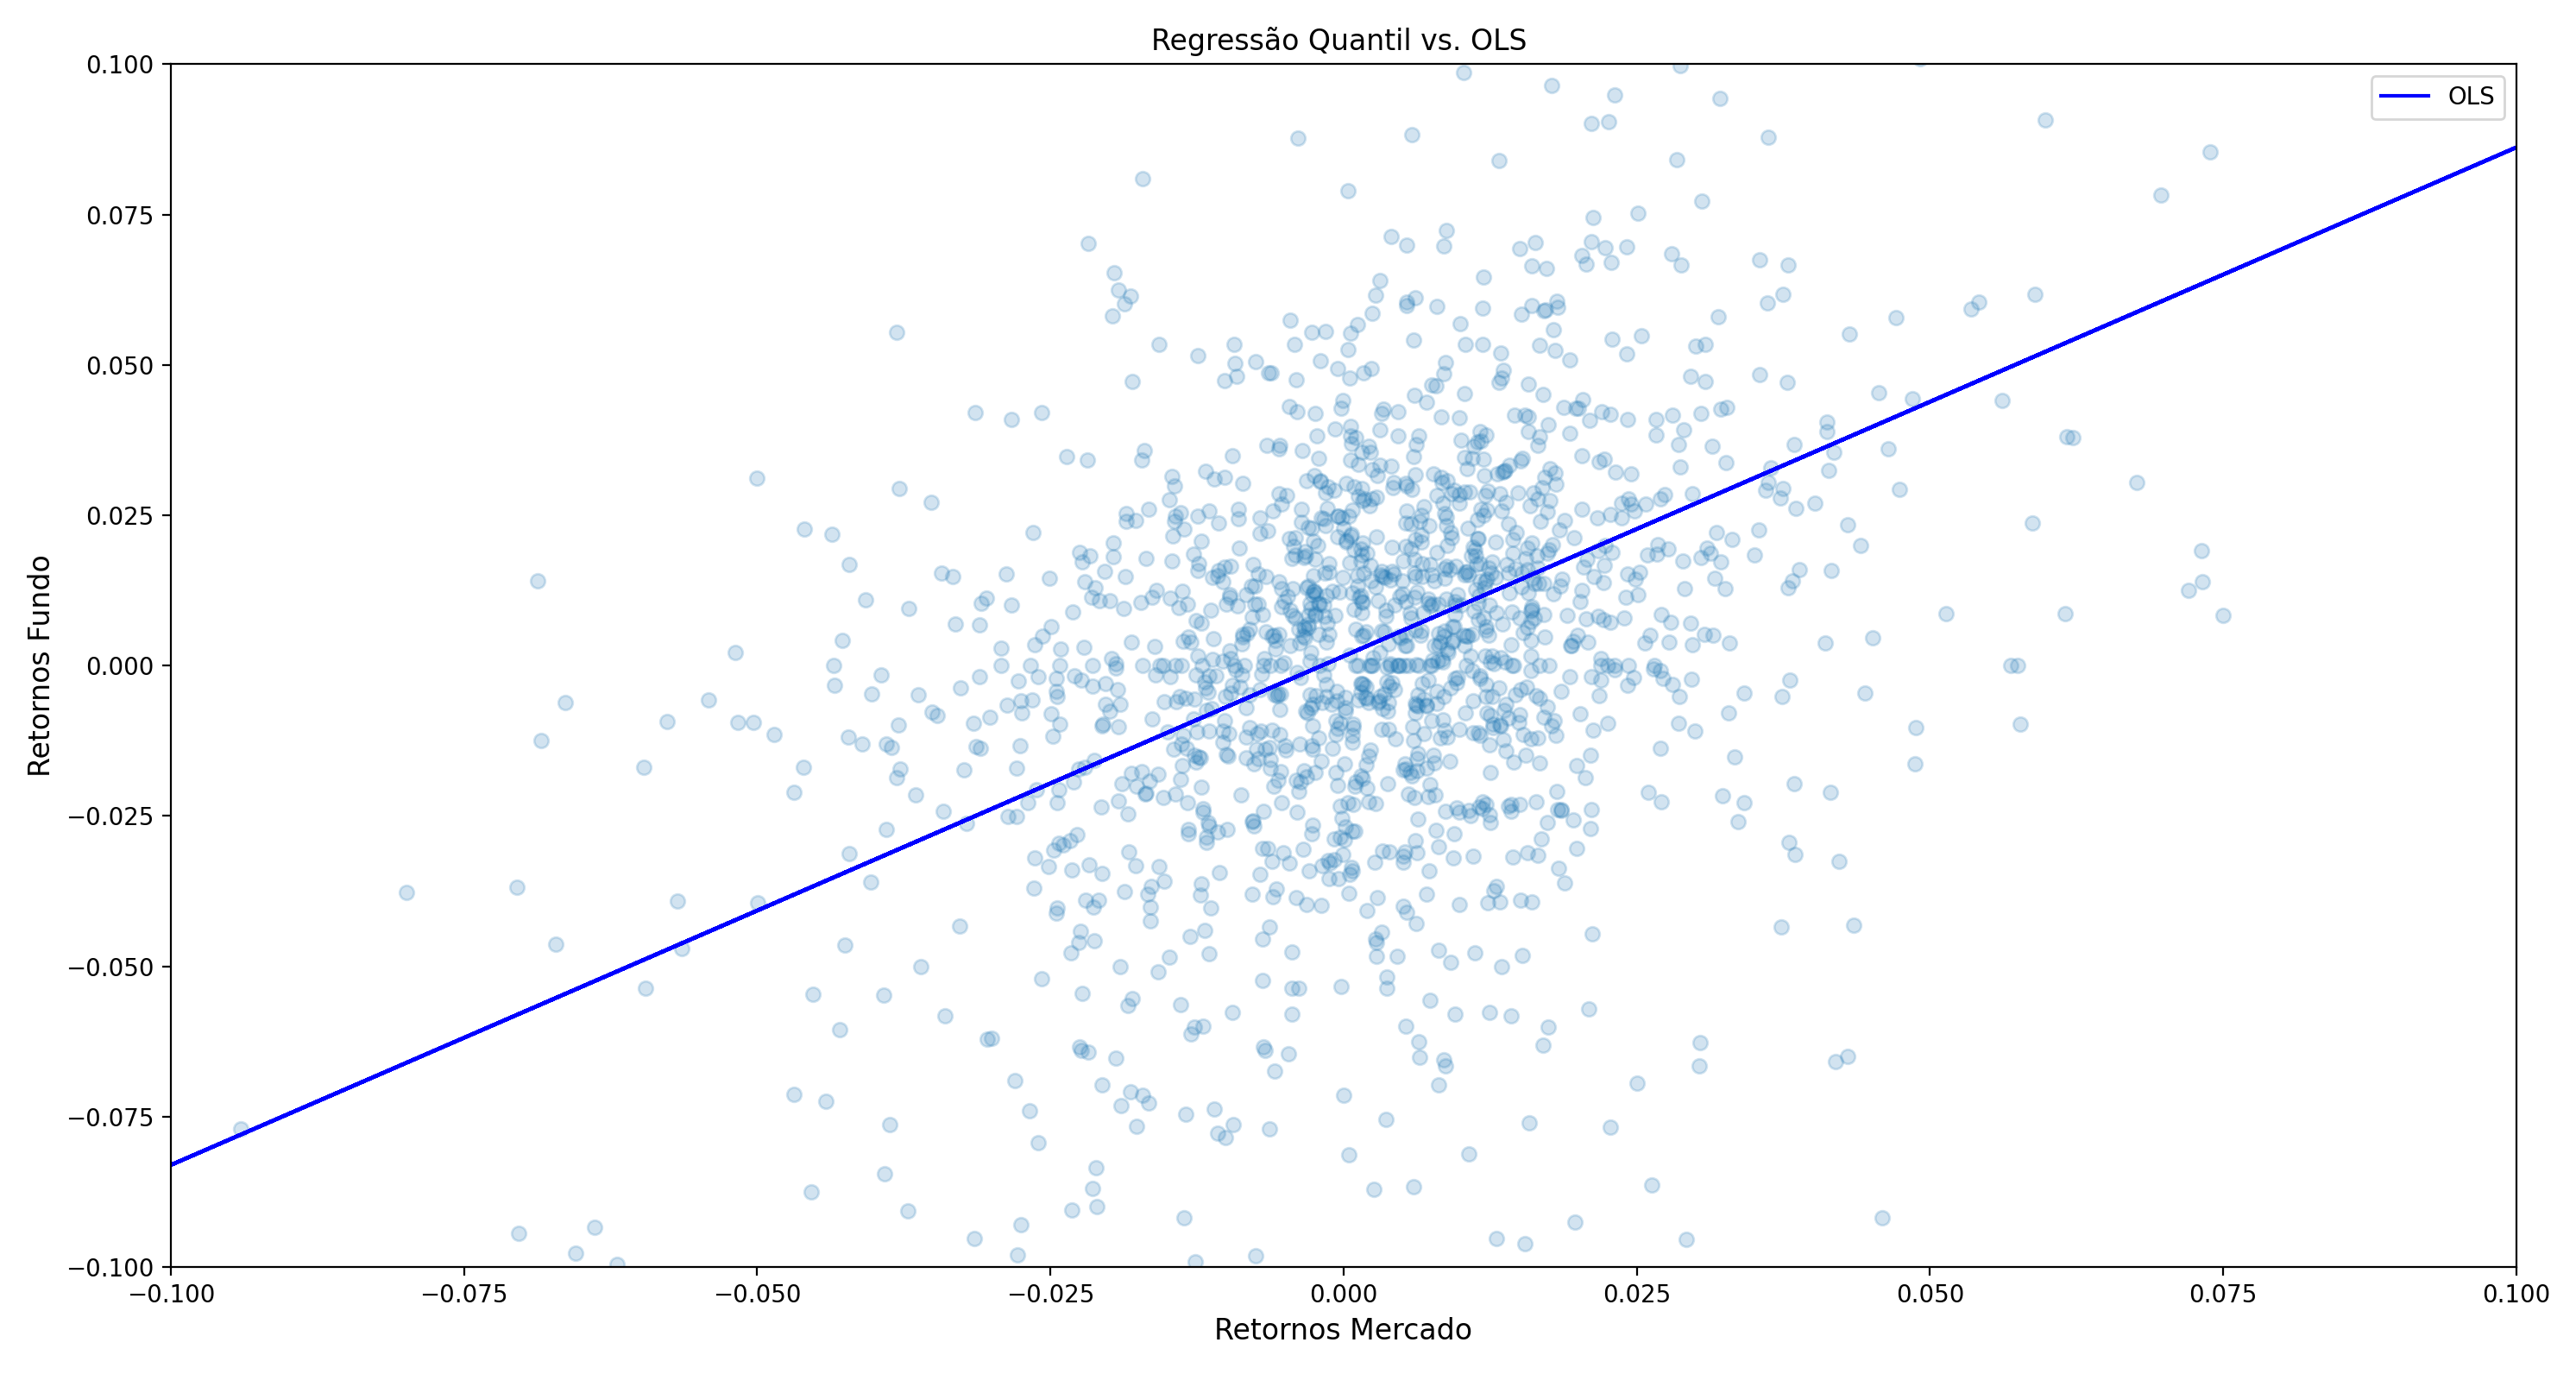 Regressão Quantil vs. OLS
OLS
0.100
0.075
0.050
0.025
0.000
−0.025
−0.050
−0.075
−0.100
Retornos Fundo
−0.100 −0.075 −0.050 −0.025 0.000 0.025 0.050 0.075 0.100
Retornos Mercado